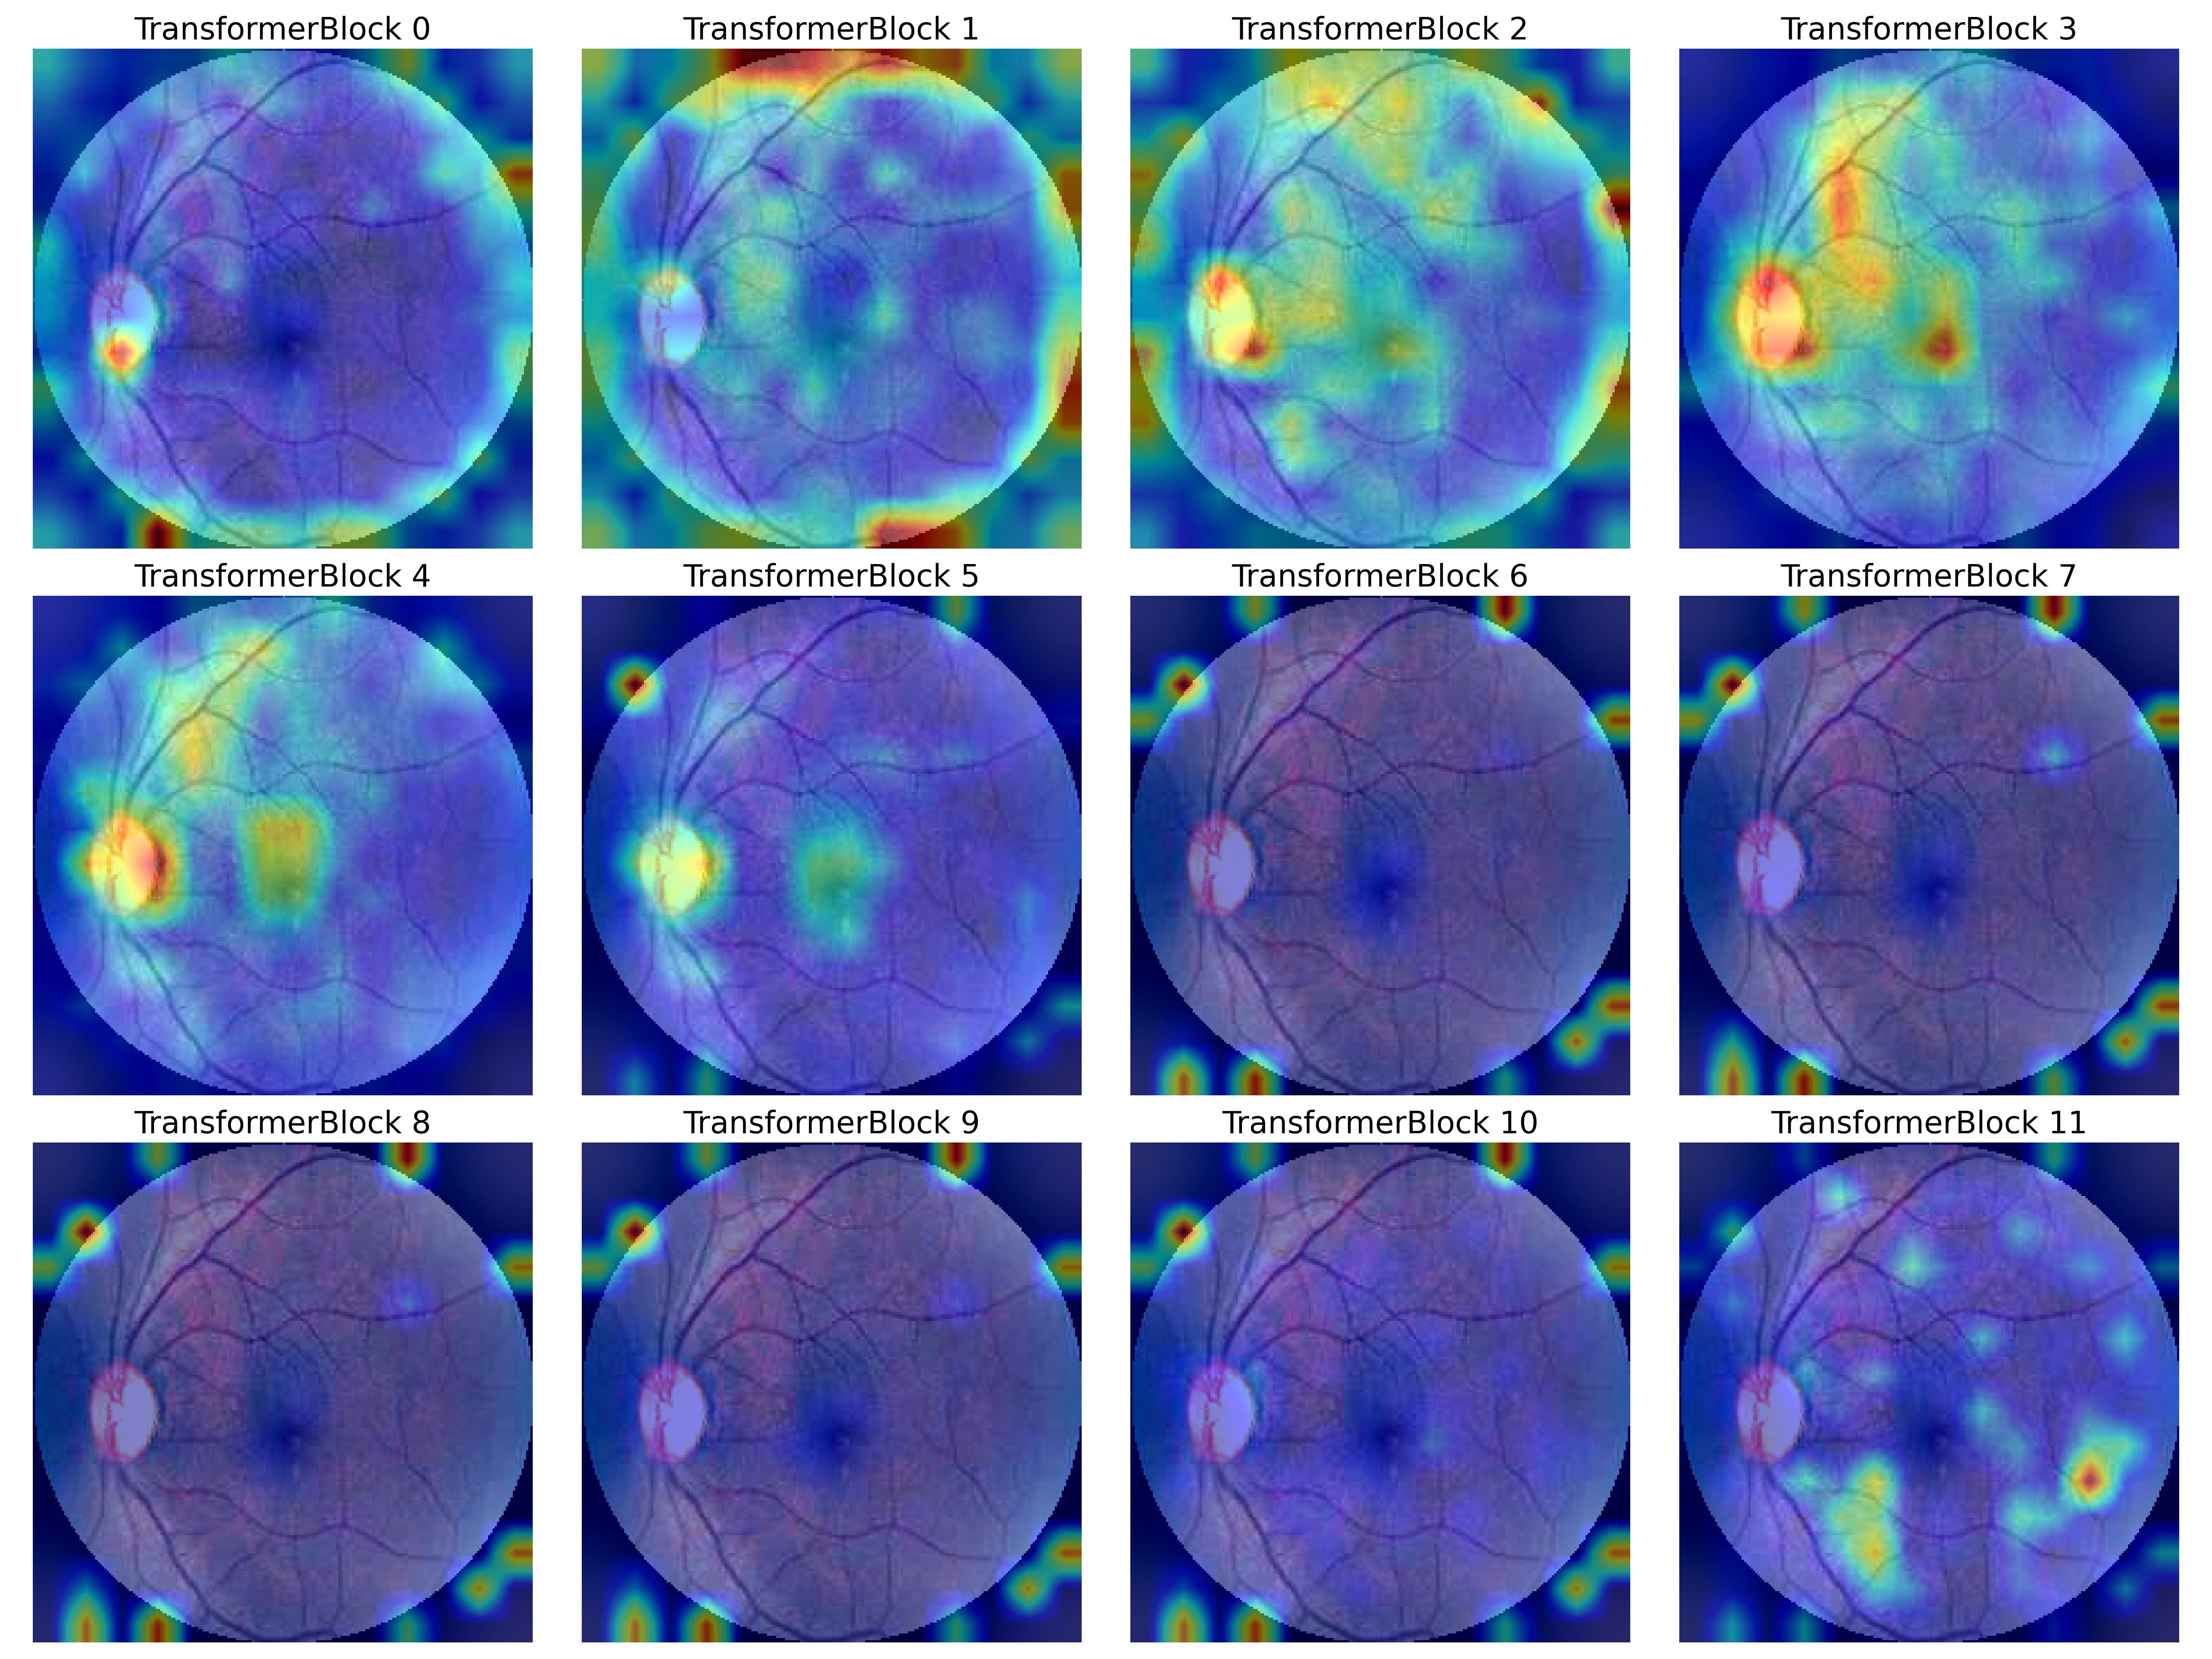 TransformerBlock 0
TransformerBlock 1
TransformerBlock 2
TransformerBlock 3
TransformerBlock 4
TransformerBlock 5
TransformerBlock 6
TransformerBlock 7
TransformerBlock 8
TransformerBlock 9
TransformerBlock 10
TransformerBlock 11